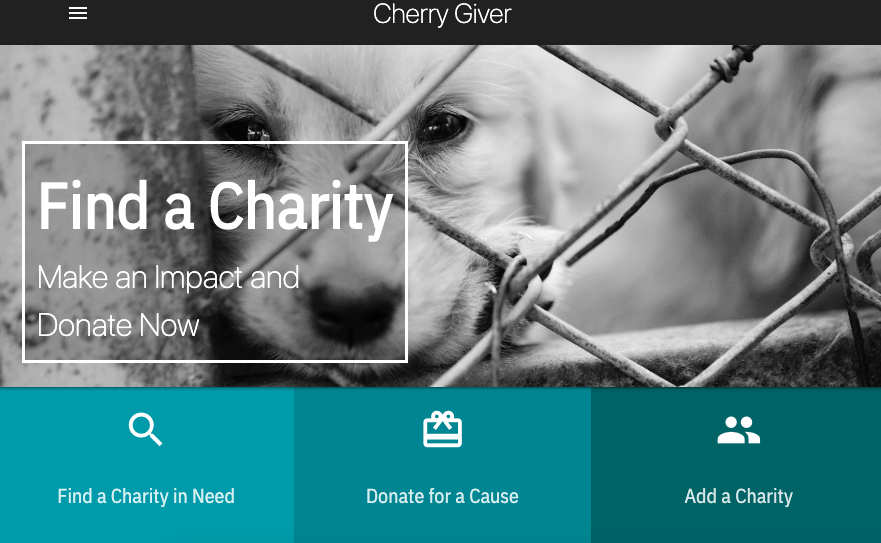 Cherry Giver
Find a Charity
Make an Impact and
Donate Now
Find a Charity in Need
Donate for a Cause
Add a Charity